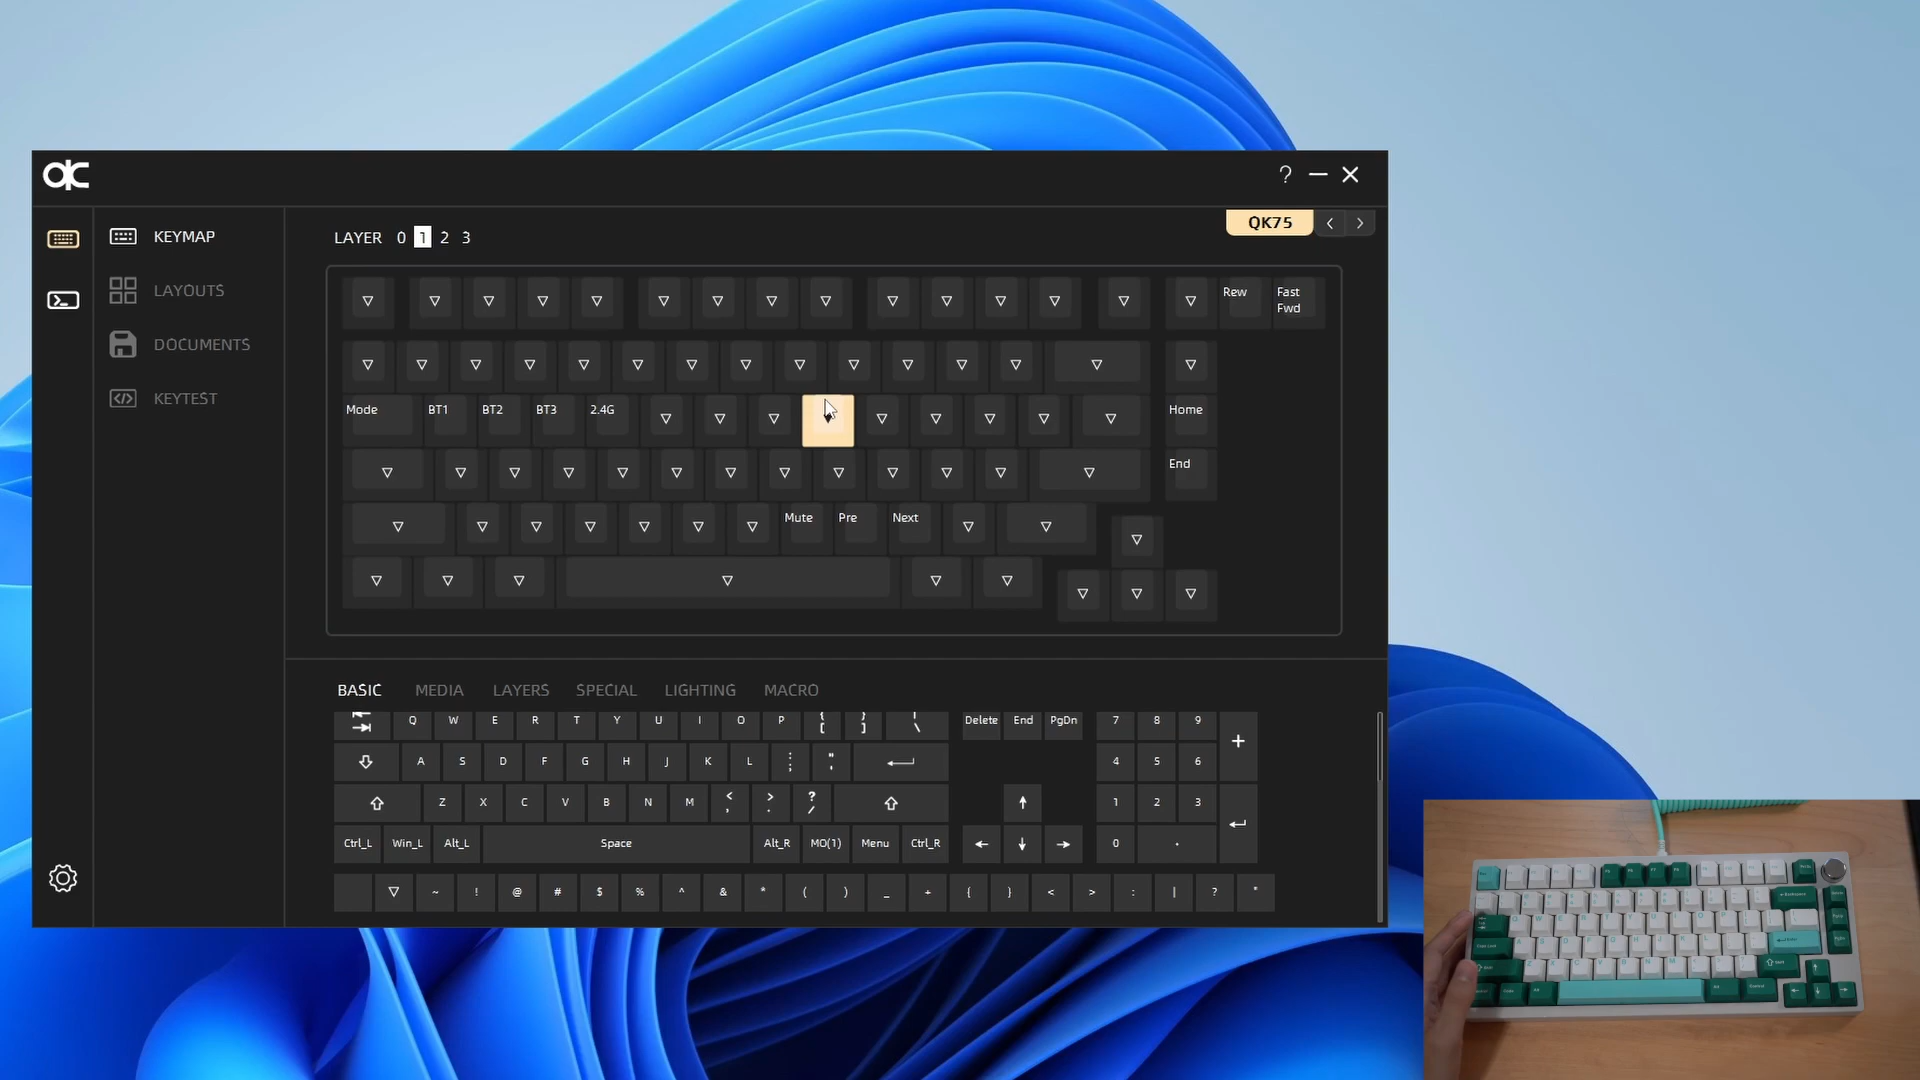 QK
?
LAYER 0 1 2 3
QK75
KEYMAP
LAYOUTS
DOCUMENTS
KEYTEST
Rew
Fast
Fwd
Mode BT1 BT2 BT3 2.4G Home
End
Mute Pre Next
BASIC MEDIA LAYERS SPECIAL LIGHTING MACRO
Q W E R T Y U I O P { [ } ] \ Delete End PgDn 7 8 9 +
A S D F G H J K L : ; " ' 4 5 6
Z X C V B N M < , > . ? / 1 2 3
Ctrl_L Win_L Alt_L Space Alt_R MO(1) Menu Ctrl_R 0 .
~ ! @ # $ % ^ & * ( ) _ + { } < > : | ? "